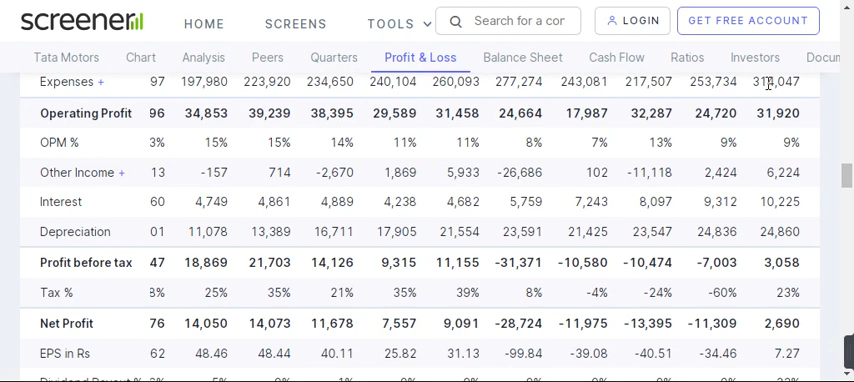 screener HOME SCREENS TOOLS Search for a cor LOGIN GET FREE ACCOUNT
Tata Motors Chart Analysis Peers Quarters Profit & Loss Balance Sheet Cash Flow Ratios Investors Docum
Expenses + 97 197,980 223,920 234,650 240,104 260,093 277,274 243,081 217,507 253,734 314,047
Operating Profit 96 34,853 39,239 38,395 29,589 31,458 24,664 17,987 32,287 24,720 31,920
OPM % 3% 15% 15% 14% 11% 11% 8% 7% 13% 9% 9%
Other Income + 13 -157 714 -2,670 1,869 5,933 -26,686 102 -11,118 2,424 6,224
Interest 60 4,749 4,861 4,889 4,238 4,682 5,759 7,243 8,097 9,312 10,225
Depreciation 01 11,078 13,389 16,711 17,905 21,554 23,591 21,425 23,547 24,836 24,860
Profit before tax 47 18,869 21,703 14,126 9,315 11,155 -31,371 -10,580 -10,474 -7,003 3,058
Tax % 8% 25% 35% 21% 35% 39% 8% -4% -24% -60% 23%
Net Profit 76 14,050 14,073 11,678 7,557 9,091 -28,724 -11,975 -13,395 -11,309 2,690
EPS in Rs 62 48.46 48.44 40.11 25.82 31.13 -99.84 -39.08 -40.51 -34.46 7.27
Dividend Payout %